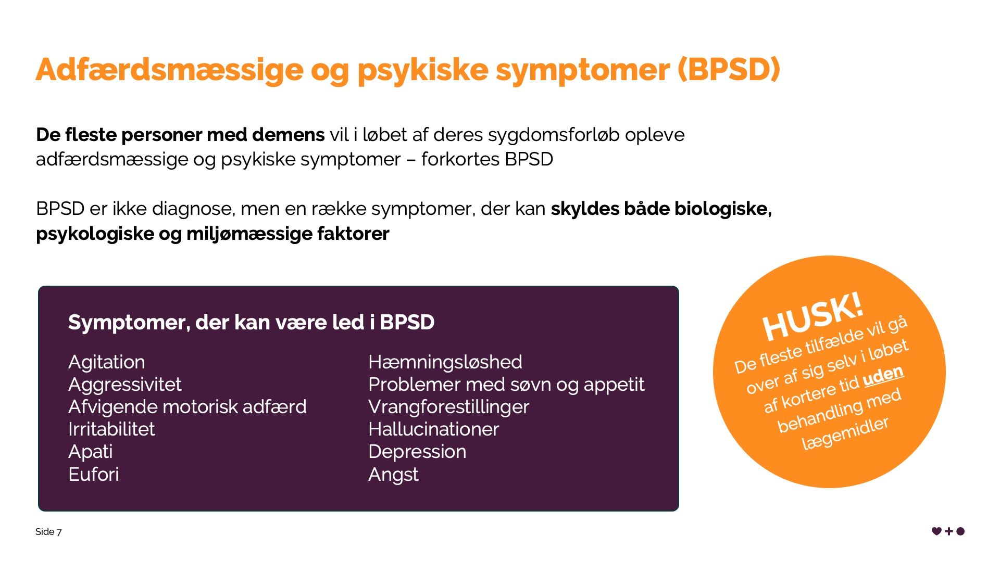 Adfærdsmæssige og psykiske symptomer (BPSD)
De fleste personer med demens vil i løbet af deres sygdomsforløb opleve
adfærdsmæssige og psykiske symptomer – forkortes BPSD
BPSD er ikke diagnose, men en række symptomer, der kan skyldes både biologiske,
psykologiske og miljømæssige faktorer
Symptomer, der kan være led i BPSD
Agitation
Aggressivitet
Afvigende motorisk adfærd
Irritabilitet
Apati
Eufori
Hæmningsløshed
Problemer med søvn og appetit
Vrangforestillinger
Hallucinationer
Depression
Angst
HUSK!
De fleste tilfælde vil gå
over af sig selv i løbet
af kortere tid uden
behandling med
lægemidler
Side 7